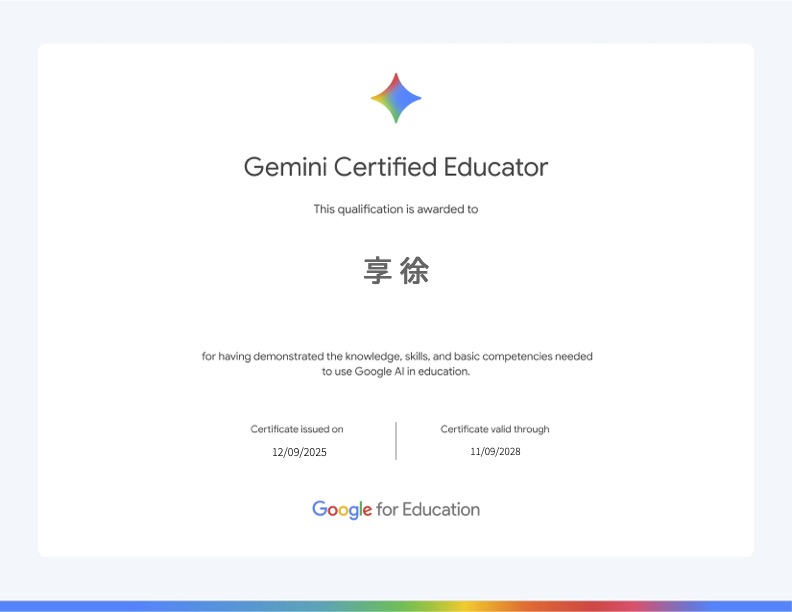 Gemini Certified Educator
This qualification is awarded to
享 徐
for having demonstrated the knowledge, skills, and basic competencies needed
to use Google AI in education.
Certificate issued on
12/09/2025
Certificate valid through
11/09/2028
Google for Education